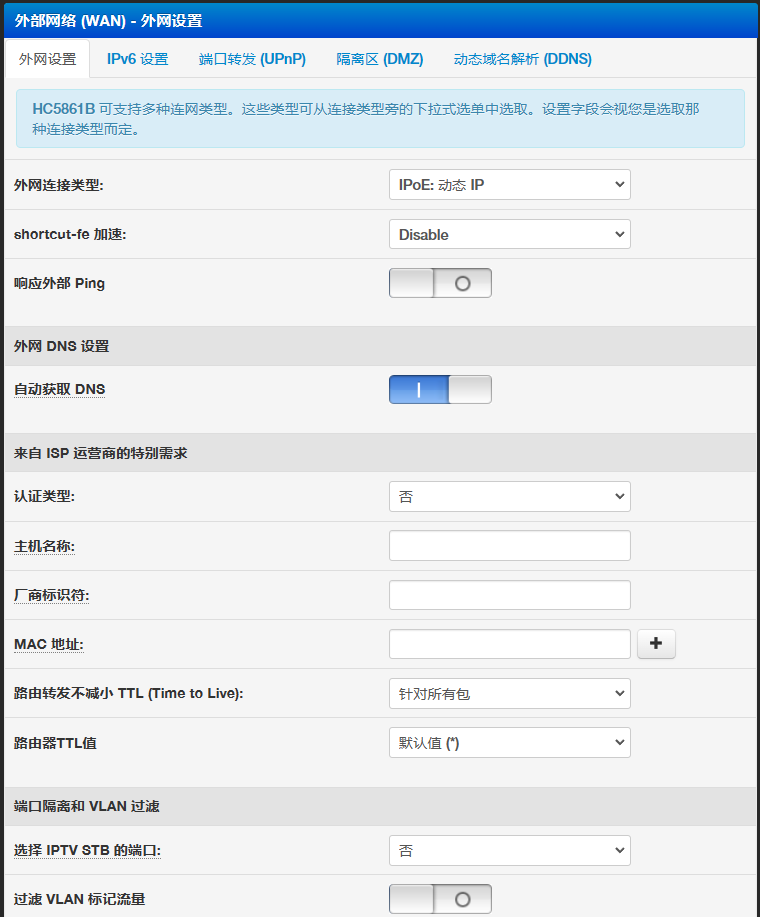 外部网络 (WAN) - 外网设置
外网设置 IPv6 设置 端口转发 (UPnP) 隔离区 (DMZ) 动态域名解析 (DDNS)
HC5861B 可支持多种连网类型。这些类型可从连接类型旁的下拉式选单中选取。设置字段会视您是选取那
种连接类型而定。
外网连接类型: IPoE: 动态 IP
shortcut-fe 加速: Disable
响应外部 Ping
外网 DNS 设置
自动获取 DNS
来自 ISP 运营商的特别需求
认证类型: 否
主机名称:
厂商标识符:
MAC 地址:
路由转发不减小 TTL (Time to Live): 针对所有包
路由器TTL值 默认值 (*)
端口隔离和 VLAN 过滤
选择 IPTV STB 的端口: 否
过滤 VLAN 标记流量